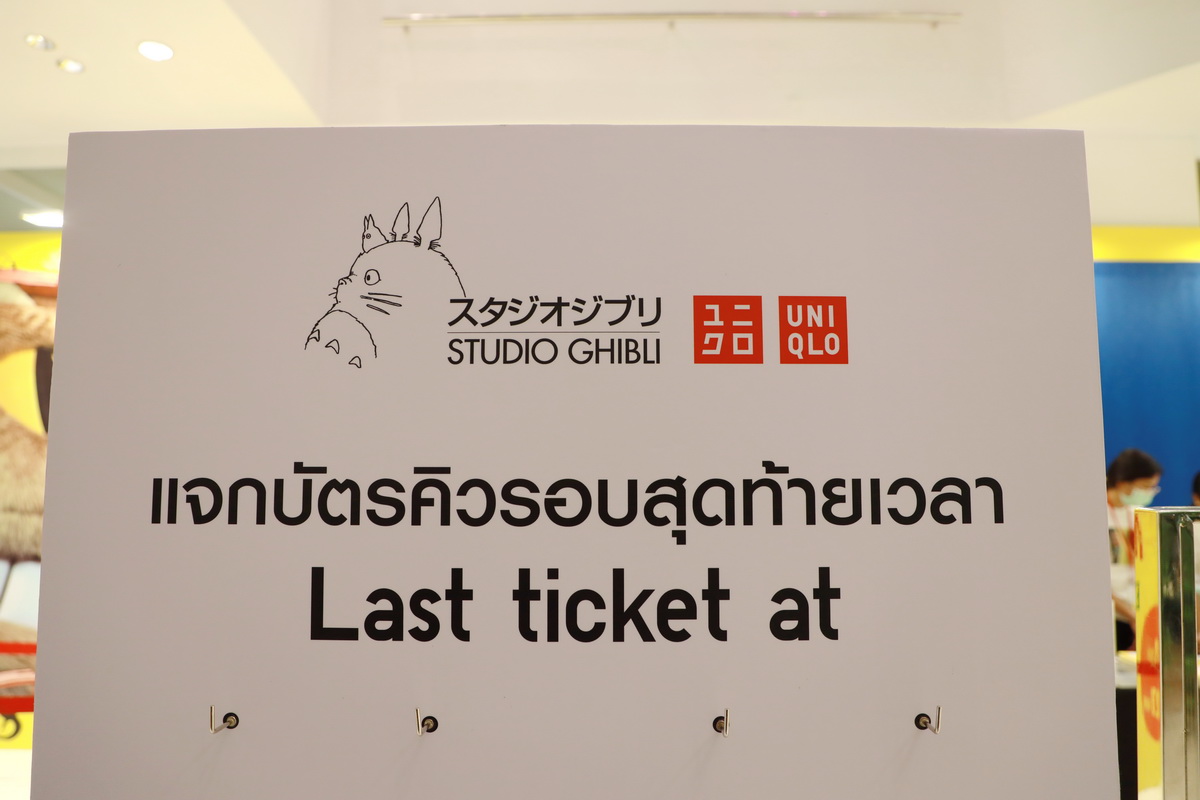 スタジオジブリ
STUDIO GHIBLI
ユニ
クロ
UNI
QLO
แจกบัตรคิวรอบสุดท้ายเวลา
Last ticket at